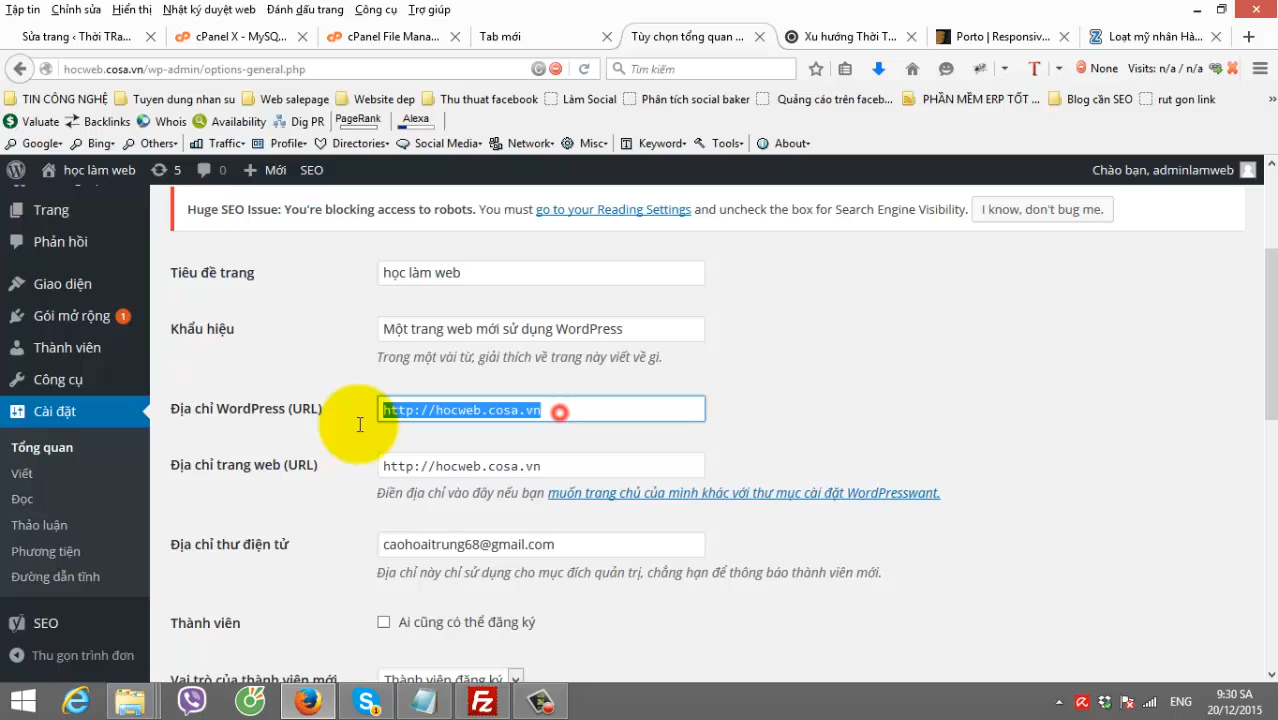 Tập tin Chỉnh sửa Hiển thị Nhật ký duyệt web Đánh dấu trang Công cụ Trợ giúp
Sửa trang ‹ Thời TRa... cPanel X - MySQ... cPanel File Mana... Tab mới Tùy chọn tổng quan ... Xu hướng Thời T... Porto | Responsiv... Loạt mỹ nhân Hà...
hocweb.cosa.vn/wp-admin/options-general.php Tìm kiếm None Visits: n/a / n/a
TIN CÔNG NGHỆ Tuyen dung nhan su Web salepage Website dep Thu thuat facebook Làm Social Phân tích social baker Quảng cáo trên faceb... PHẦN MỀM ERP TỐT ... Blog cần SEO rut gon link
Valuate Backlinks Whois Availability Dig PR PageRank Alexa
Google Bing Others Traffic Profile Directories Social Media Network Misc Keyword Tools About
học làm web 5 0 Mới SEO Chào bạn, adminlamweb
Trang
Phản hồi
Giao diện
Gói mở rộng 1
Thành viên
Công cụ
Cài đặt
Tổng quan
Viết
Đọc
Thảo luận
Phương tiện
Đường dẫn tĩnh
SEO
Thu gọn trình đơn
Huge SEO Issue: You're blocking access to robots. You must go to your Reading Settings and uncheck the box for Search Engine Visibility. I know, don't bug me.
Tiêu đề trang học làm web
Khẩu hiệu Một trang web mới sử dụng WordPress
Trong một vài từ, giải thích về trang này viết về gì.
Địa chỉ WordPress (URL) http://hocweb.cosa.vn
Địa chỉ trang web (URL) http://hocweb.cosa.vn
Điền địa chỉ vào đây nếu bạn muốn trang chủ của mình khác với thư mục cài đặt WordPresswant.
Địa chỉ thư điện tử caohoaitrung68@gmail.com
Địa chỉ này chỉ sử dụng cho mục đích quản trị, chẳng hạn để thông báo thành viên mới.
Thành viên Ai cũng có thể đăng ký
Vai trò của thành viên mới Thành viên đăng ký
ENG 9:30 SA
20/12/2015